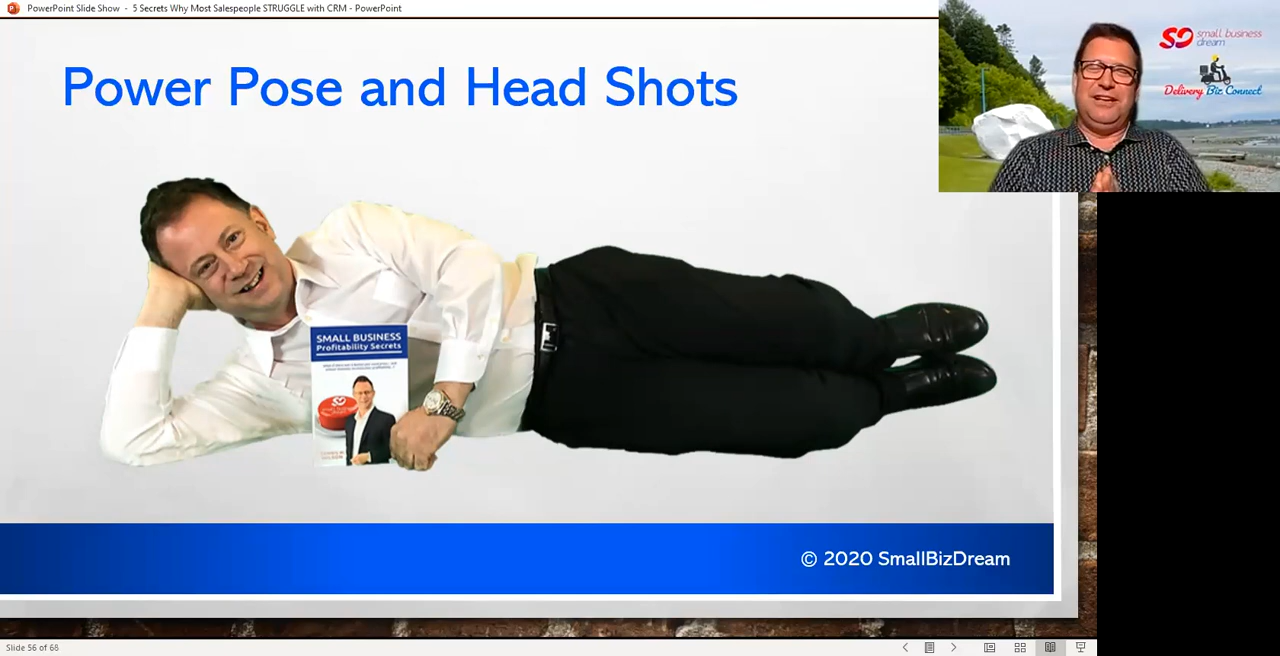 PowerPoint Slide Show - 5 Secrets Why Most Salespeople STRUGGLE with CRM - PowerPoint
small business
dream
Delivery Biz Connect
Power Pose and Head Shots
SMALL BUSINESS
Profitability Secrets
© 2020 SmallBizDream
Slide 56 of 68